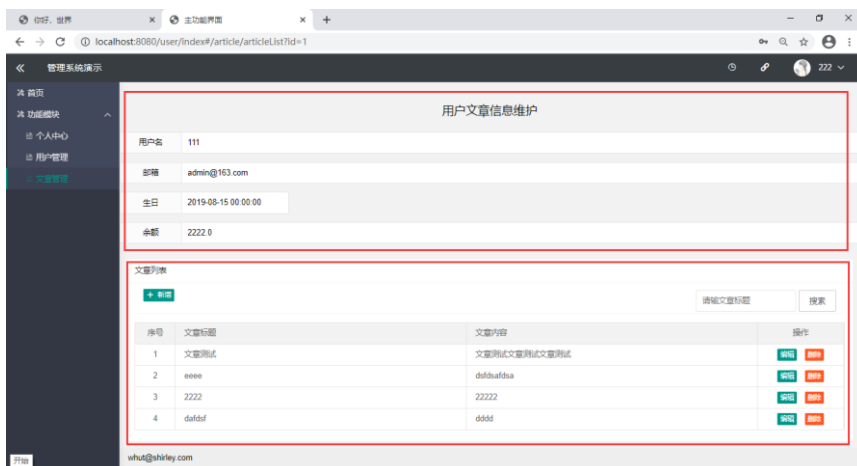 你好，世界 × 主功能界面 × +
localhost:8080/user/index#/article/articleList?id=1
管理系统演示 222
首页
功能模块
个人中心
用户管理
文章管理
用户文章信息维护
用户名 111
邮箱 admin@163.com
生日 2019-08-15 00:00:00
余额 2222.0
文章列表
+ 新增 请输文章标题 搜索
序号 文章标题 文章内容 操作
1 文章测试 文章测试文章测试文章测试 编辑 删除
2 eeee dsfdsafdsa 编辑 删除
3 2222 22222 编辑 删除
4 dafdsf dddd 编辑 删除
开始 whut@shirley.com